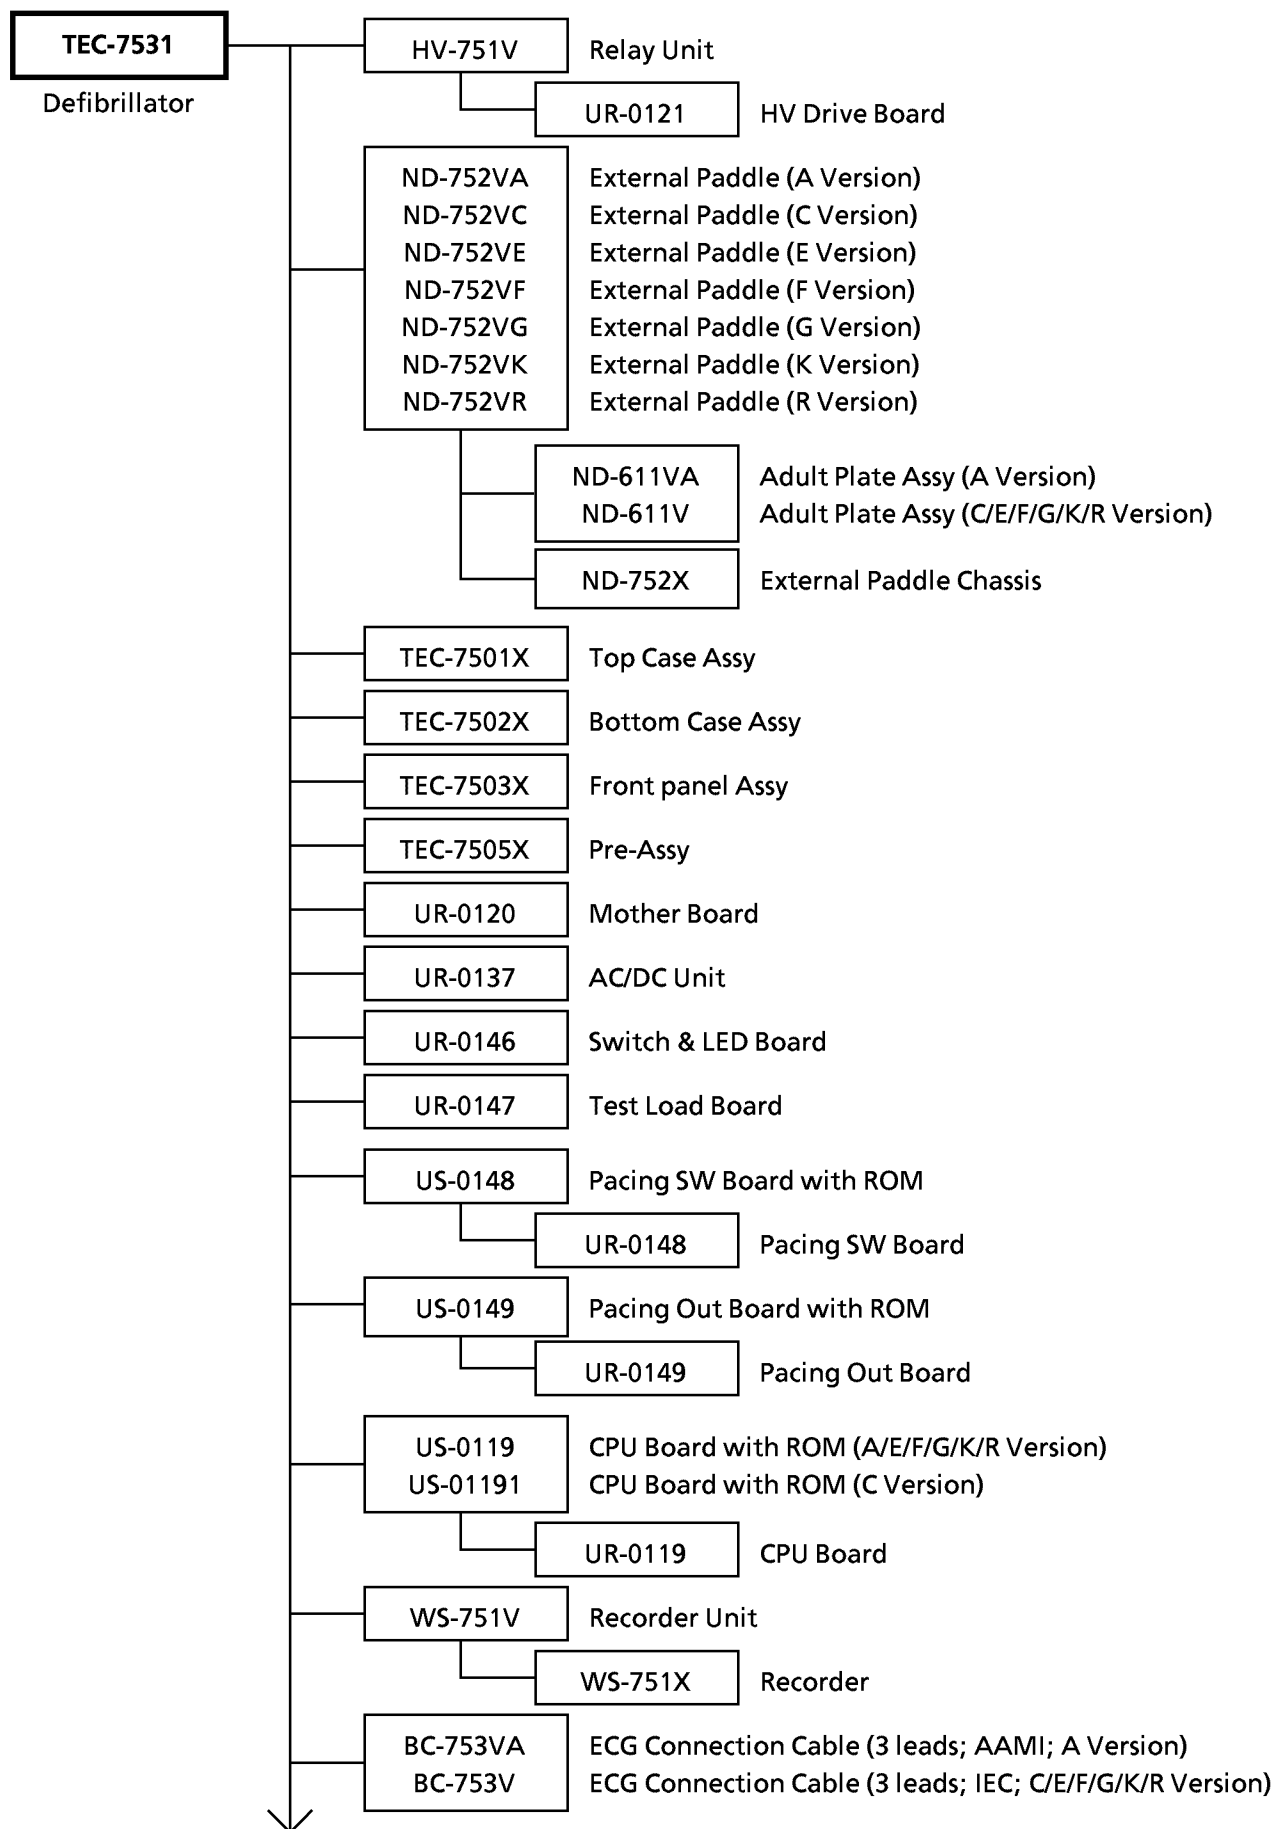 TEC-7531
Defibrillator
HV-751V Relay Unit
UR-0121 HV Drive Board
ND-752VA External Paddle (A Version)
ND-752VC External Paddle (C Version)
ND-752VE External Paddle (E Version)
ND-752VF External Paddle (F Version)
ND-752VG External Paddle (G Version)
ND-752VK External Paddle (K Version)
ND-752VR External Paddle (R Version)
ND-611VA Adult Plate Assy (A Version)
ND-611V Adult Plate Assy (C/E/F/G/K/R Version)
ND-752X External Paddle Chassis
TEC-7501X Top Case Assy
TEC-7502X Bottom Case Assy
TEC-7503X Front panel Assy
TEC-7505X Pre-Assy
UR-0120 Mother Board
UR-0137 AC/DC Unit
UR-0146 Switch & LED Board
UR-0147 Test Load Board
US-0148 Pacing SW Board with ROM
UR-0148 Pacing SW Board
US-0149 Pacing Out Board with ROM
UR-0149 Pacing Out Board
US-0119 CPU Board with ROM (A/E/F/G/K/R Version)
US-01191 CPU Board with ROM (C Version)
UR-0119 CPU Board
WS-751V Recorder Unit
WS-751X Recorder
BC-753VA ECG Connection Cable (3 leads; AAMI; A Version)
BC-753V ECG Connection Cable (3 leads; IEC; C/E/F/G/K/R Version)